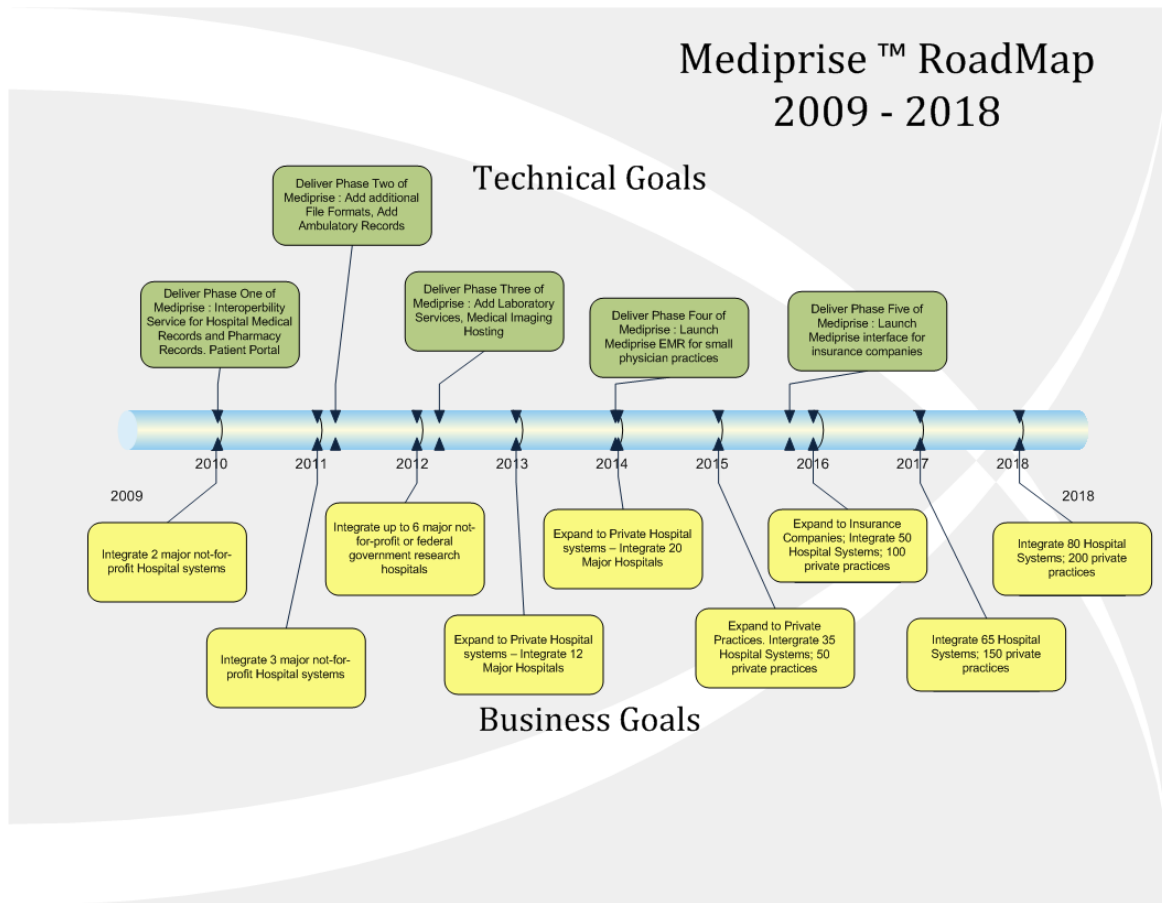 Mediprise ™ RoadMap
2009 - 2018
Technical Goals
Deliver Phase Two of
Mediprise : Add additional
File Formats, Add
Ambulatory Records
Deliver Phase One of
Mediprise : Interoperbility
Service for Hospital Medical
Records and Pharmacy
Records. Patient Portal
Deliver Phase Three of
Mediprise : Add Laboratory
Services, Medical Imaging
Hosting
Deliver Phase Four of
Mediprise : Launch
Mediprise EMR for small
physician practices
Deliver Phase Five of
Mediprise : Launch
Mediprise interface for
insurance companies
2010
2011
2012
2013
2014
2015
2016
2017
2018
2009
2018
Integrate 2 major not-for-
profit Hospital systems
Integrate up to 6 major not-
for-profit or federal
government research
hospitals
Expand to Private Hospital
systems – Integrate 20
Major Hospitals
Expand to Insurance
Companies; Integrate 50
Hospital Systems; 100
private practices
Integrate 80 Hospital
Systems; 200 private
practices
Integrate 3 major not-for-
profit Hospital systems
Expand to Private Hospital
systems – Integrate 12
Major Hospitals
Expand to Private
Practices. Intergrate 35
Hospital Systems; 50
private practices
Integrate 65 Hospital
Systems; 150 private
practices
Business Goals